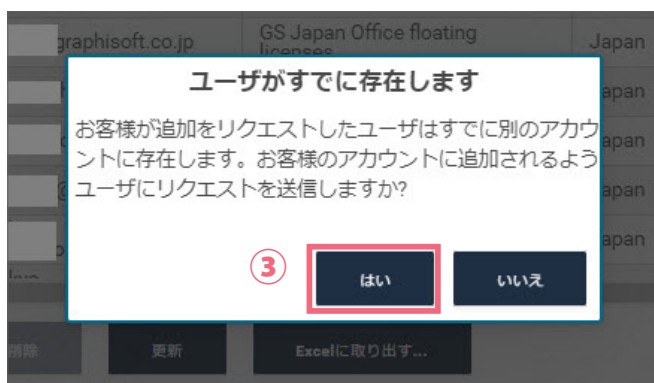 graphisoft.co.jp
GS Japan Office floating
licenses
Japan
ユーザがすでに存在します
apan
お客様が追加をリクエストしたユーザはすでに別のアカウ
ントに存在します。お客様のアカウントに追加されるよう
apan
ユーザにリクエストを送信しますか?
apan
apan
③
はい
いいえ
削除
更新
Excelに取り出す...